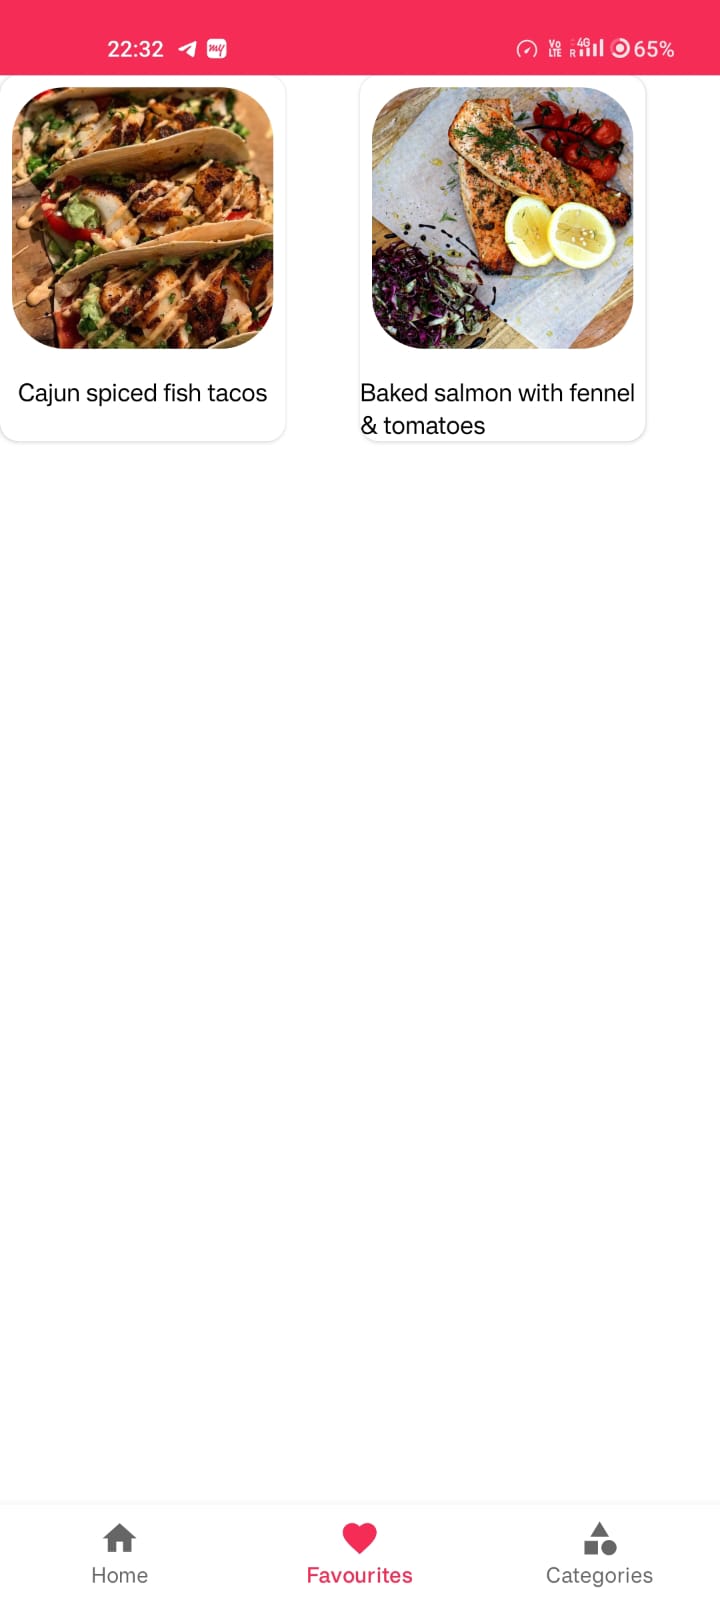 22:32 my Vo LTE R 4G 65%
Cajun spiced fish tacos
Baked salmon with fennel
& tomatoes
Home Favourites Categories